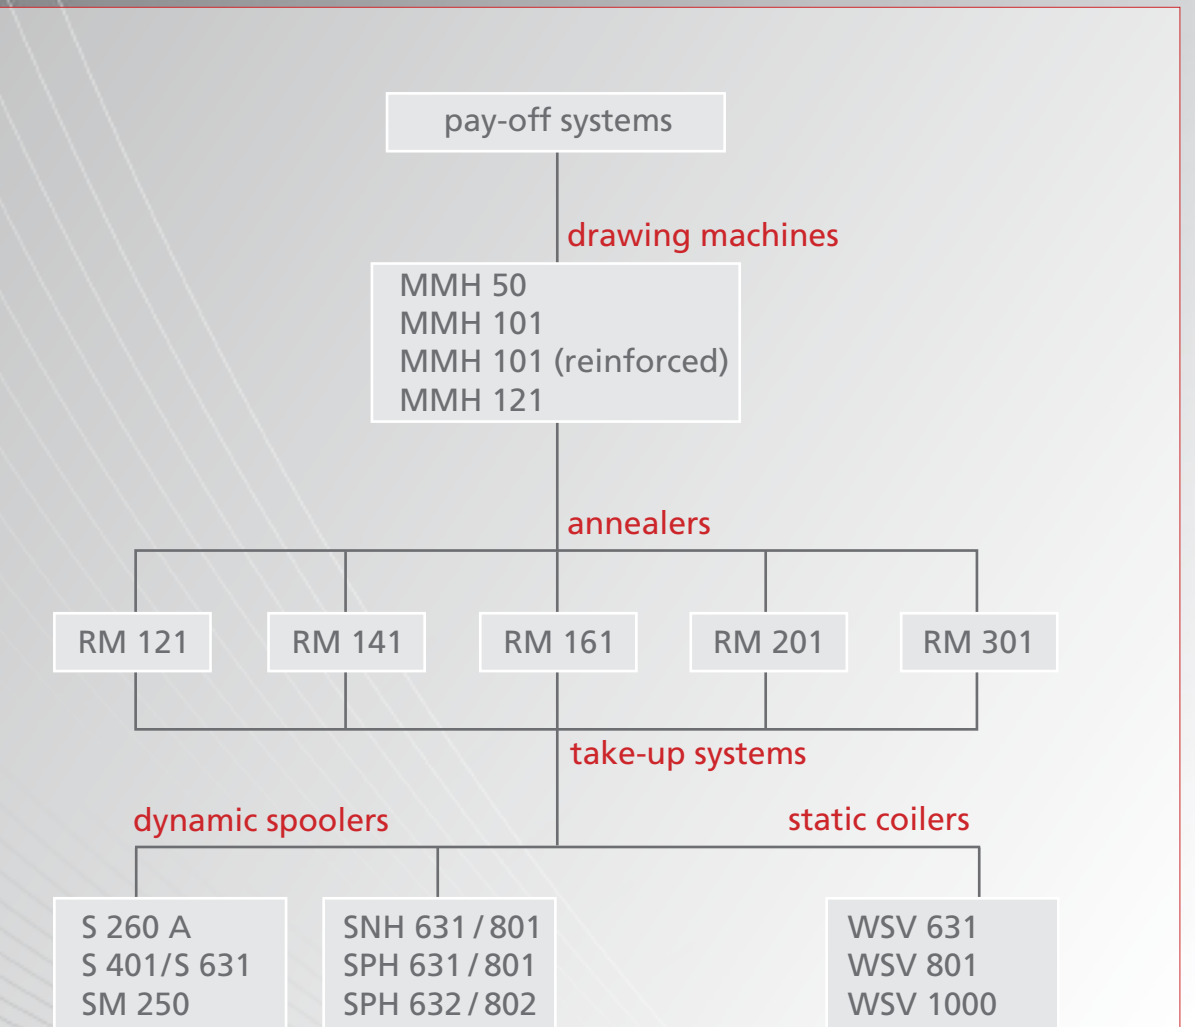 pay-off systems
drawing machines
MMH 50
MMH 101
MMH 101 (reinforced)
MMH 121
annealers
RM 121
RM 141
RM 161
RM 201
RM 301
take-up systems
dynamic spoolers
static coilers
S 260 A
S 401/S 631
SM 250
SNH 631/801
SPH 631/801
SPH 632/802
WSV 631
WSV 801
WSV 1000